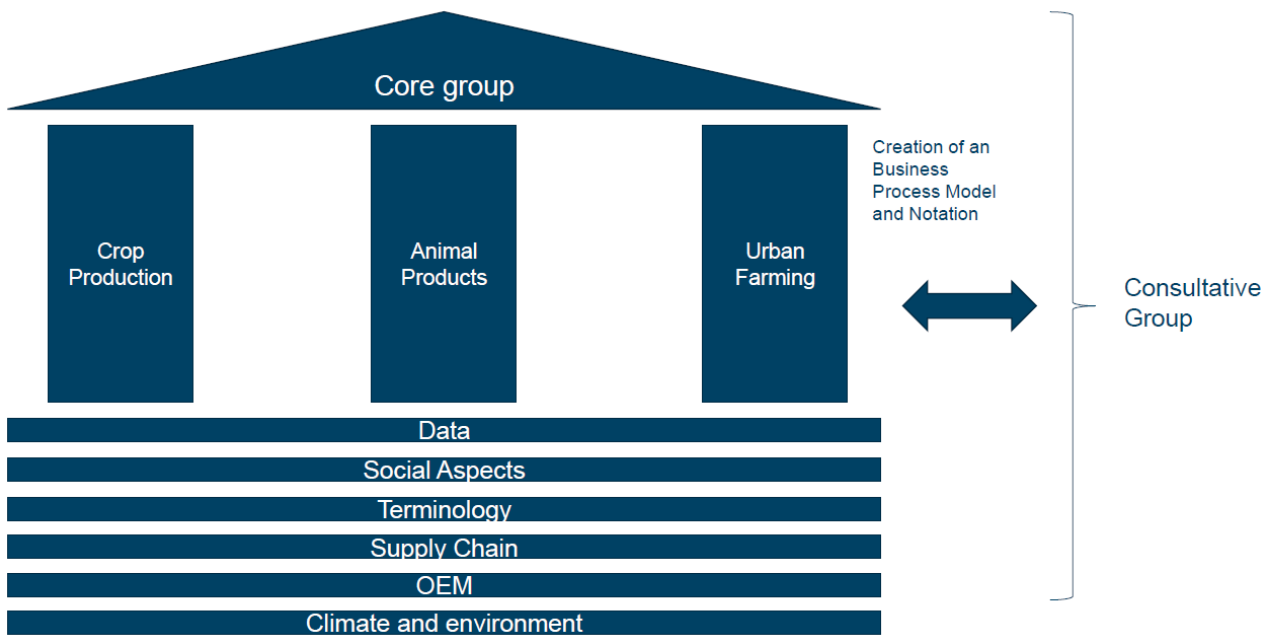 Core group
Creation of an
Business
Process Model
and Notation
Crop
Production
Animal
Products
Urban
Farming
Consultative
Group
Data
Social Aspects
Terminology
Supply Chain
OEM
Climate and environment